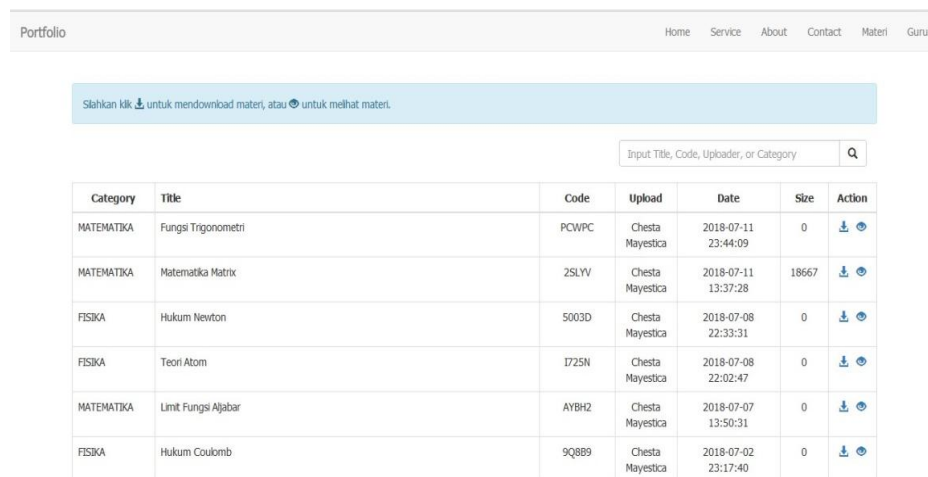 Portfolio Home Service About Contact Materi Guru
Silahkan klik untuk mendownload materi, atau untuk melihat materi.
Input Title, Code, Uploader, or Category
Category Title Code Upload Date Size Action
MATEMATIKA Fungsi Trigonometri PCWPC Chesta Mayestica 2018-07-11 23:44:09 0
MATEMATIKA Matematika Matrix 2SLYV Chesta Mayestica 2018-07-11 13:37:28 18667
FISIKA Hukum Newton 5003D Chesta Mayestica 2018-07-08 22:33:31 0
FISIKA Teori Atom I725N Chesta Mayestica 2018-07-08 22:02:47 0
MATEMATIKA Limit Fungsi Aljabar AYBH2 Chesta Mayestica 2018-07-07 13:50:31 0
FISIKA Hukum Coulomb 9Q8B9 Chesta Mayestica 2018-07-02 23:17:40 0